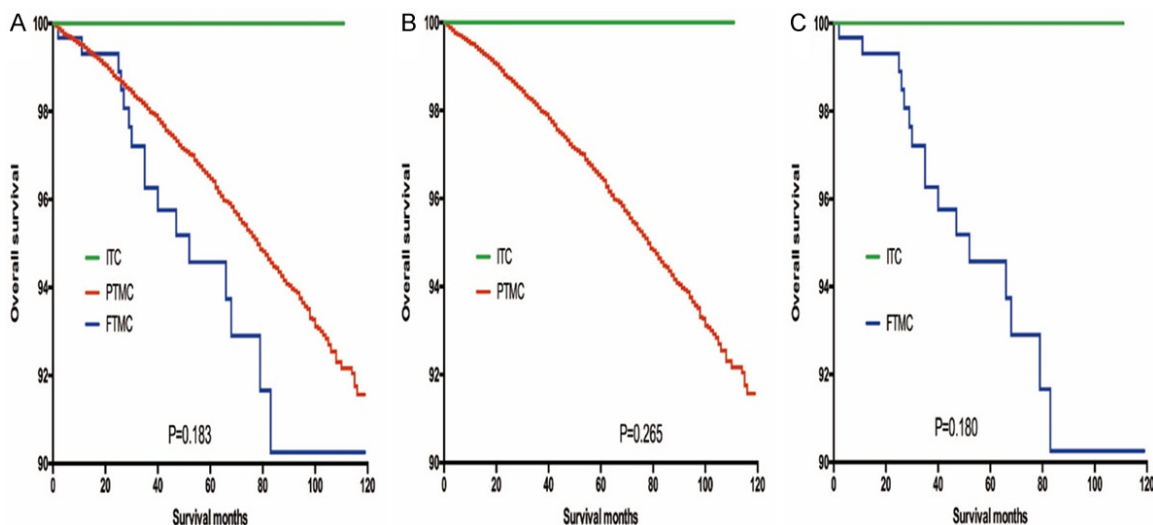 A
Overall survival
100
98
96
94
92
90
ITC
PTMC
FTMC
P=0.183
0 20 40 60 80 100 120
Survival months
B
Overall survival
100
98
96
94
92
90
ITC
PTMC
P=0.265
0 20 40 60 80 100 120
Survival months
C
Overall survival
100
98
96
94
92
90
ITC
FTMC
P=0.180
0 20 40 60 80 100 120
Survival months